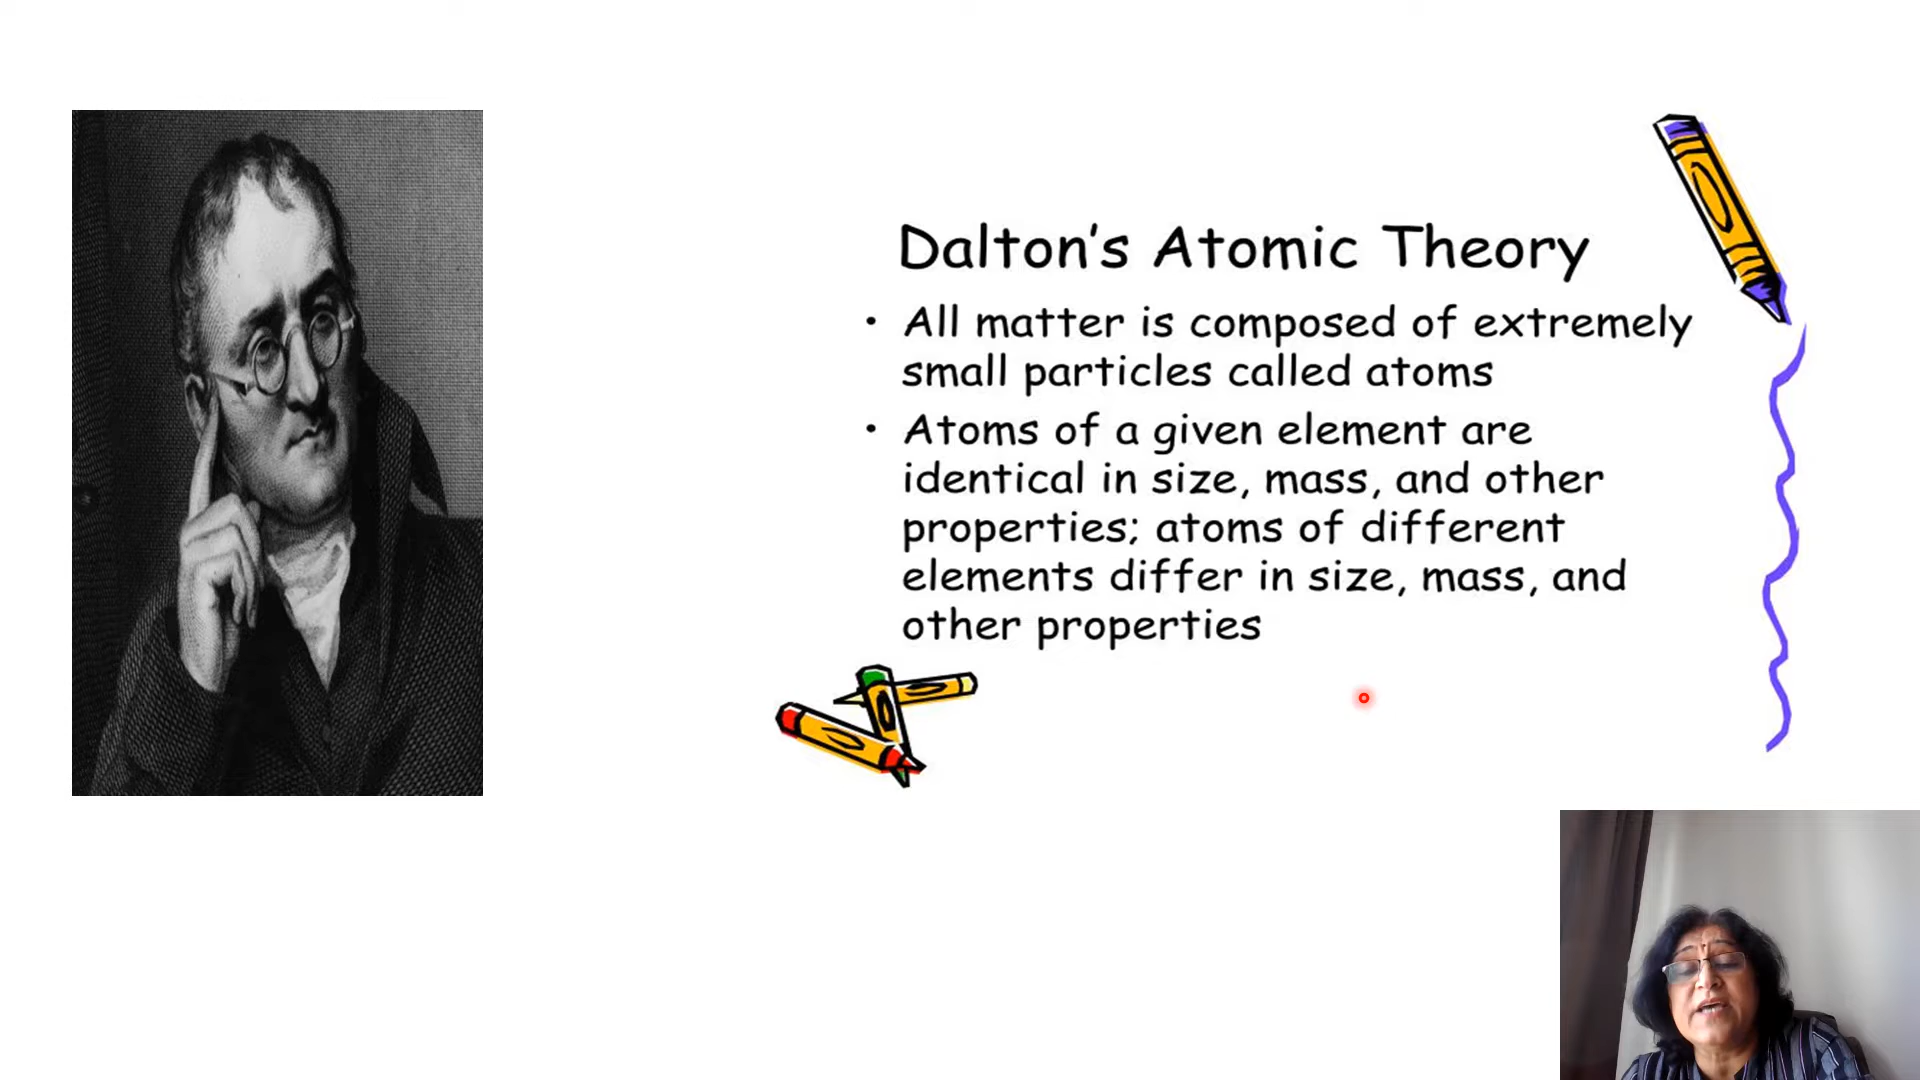 Dalton's Atomic Theory
• All matter is composed of extremely
small particles called atoms
• Atoms of a given element are
identical in size, mass, and other
properties; atoms of different
elements differ in size, mass, and
other properties